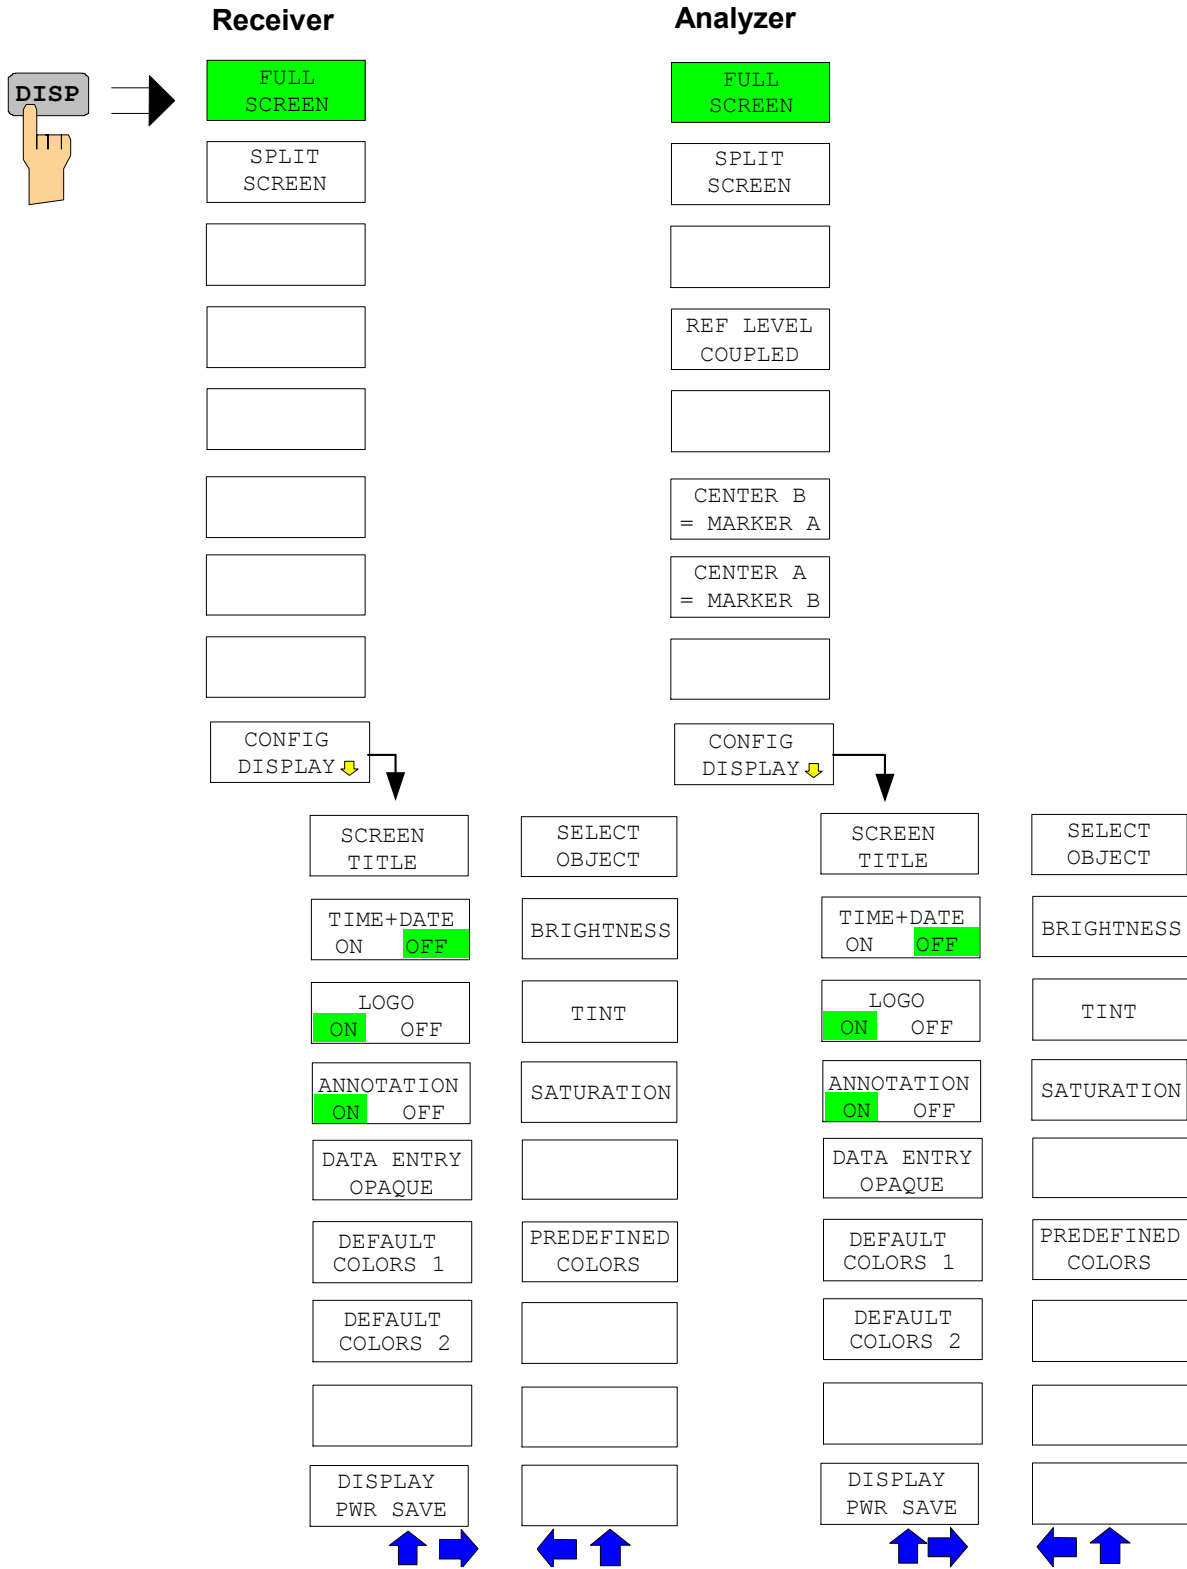 Receiver
Analyzer
DISP
FULL
SCREEN
SPLIT
SCREEN
CONFIG
DISPLAY
SCREEN
TITLE
TIME+DATE
ON OFF
LOGO
ON OFF
ANNOTATION
ON OFF
DATA ENTRY
OPAQUE
DEFAULT
COLORS 1
DEFAULT
COLORS 2
DISPLAY
PWR SAVE
SELECT
OBJECT
BRIGHTNESS
TINT
SATURATION
PREDEFINED
COLORS
FULL
SCREEN
SPLIT
SCREEN
REF LEVEL
COUPLED
CENTER B
= MARKER A
CENTER A
= MARKER B
CONFIG
DISPLAY
SCREEN
TITLE
TIME+DATE
ON OFF
LOGO
ON OFF
ANNOTATION
ON OFF
DATA ENTRY
OPAQUE
DEFAULT
COLORS 1
DEFAULT
COLORS 2
DISPLAY
PWR SAVE
SELECT
OBJECT
BRIGHTNESS
TINT
SATURATION
PREDEFINED
COLORS